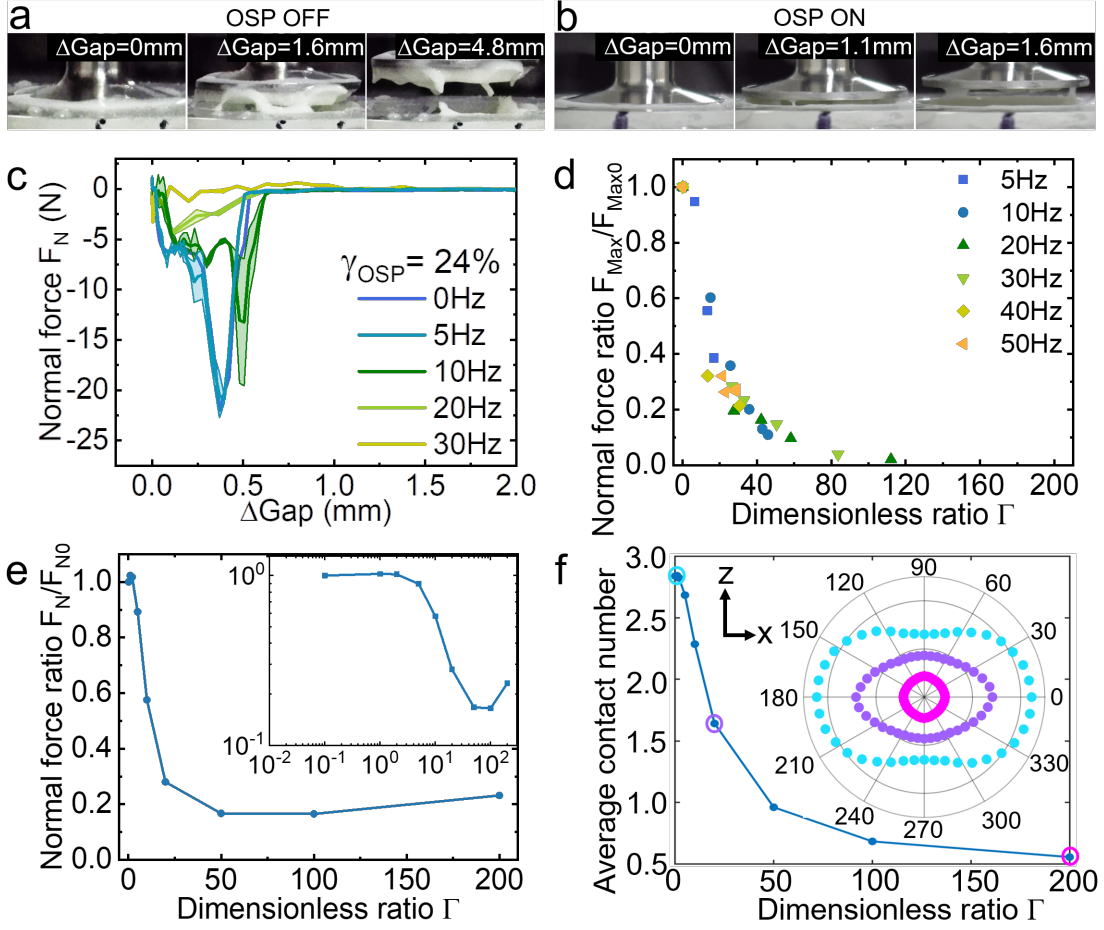 a OSP OFF
ΔGap=0mm ΔGap=1.6mm ΔGap=4.8mm
b OSP ON
ΔGap=0mm ΔGap=1.1mm ΔGap=1.6mm
c
Normal force F_N (N)
0
-5
-10
-15
-20
-25
γ_OSP= 24%
0Hz
5Hz
10Hz
20Hz
30Hz
0.0 0.5 1.0 1.5 2.0
ΔGap (mm)
d
Normal force ratio F_Max/F_Max0
1.0
0.8
0.6
0.4
0.2
0.0
5Hz
10Hz
20Hz
30Hz
40Hz
50Hz
0 40 80 120 160 200
Dimensionless ratio Γ
e
Normal force ratio F_N/F_N0
1.0
0.8
0.6
0.4
0.2
0.0
10^0
10^-1
10^-2 10^-1 10^0 10^1 10^2
0 50 100 150 200
Dimensionless ratio Γ
f
Average contact number
3.0
2.5
2.0
1.5
1.0
0.5
z
x
90
120 60
150 30
180 0
210 330
240 300
270
0 50 100 150 200
Dimensionless ratio Γ